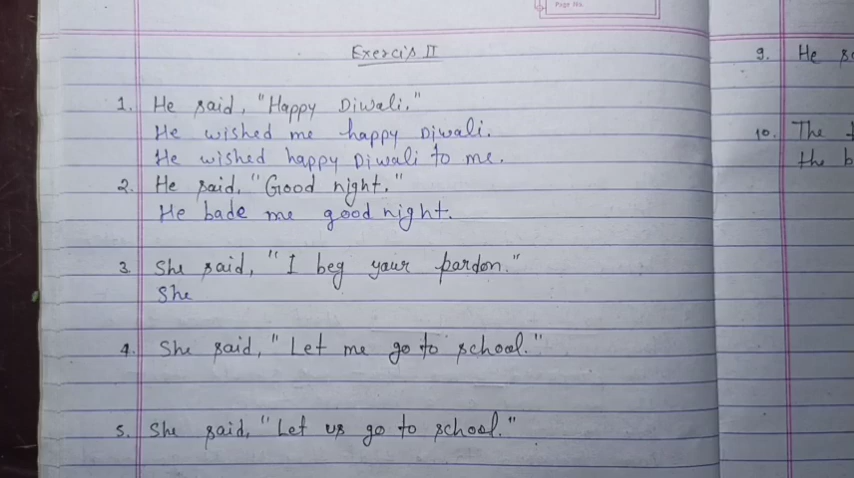 Page No.
Exercis II
1. He said, "Happy Diwali."
He wished me happy Diwali.
He wished happy Diwali to me.
2. He said, "Good night."
He bade me good night.
3 She said, "I beg your pardon."
She
4. She said, "Let me go to school."
5. She said, "Let us go to school."
9. He
10. The
the